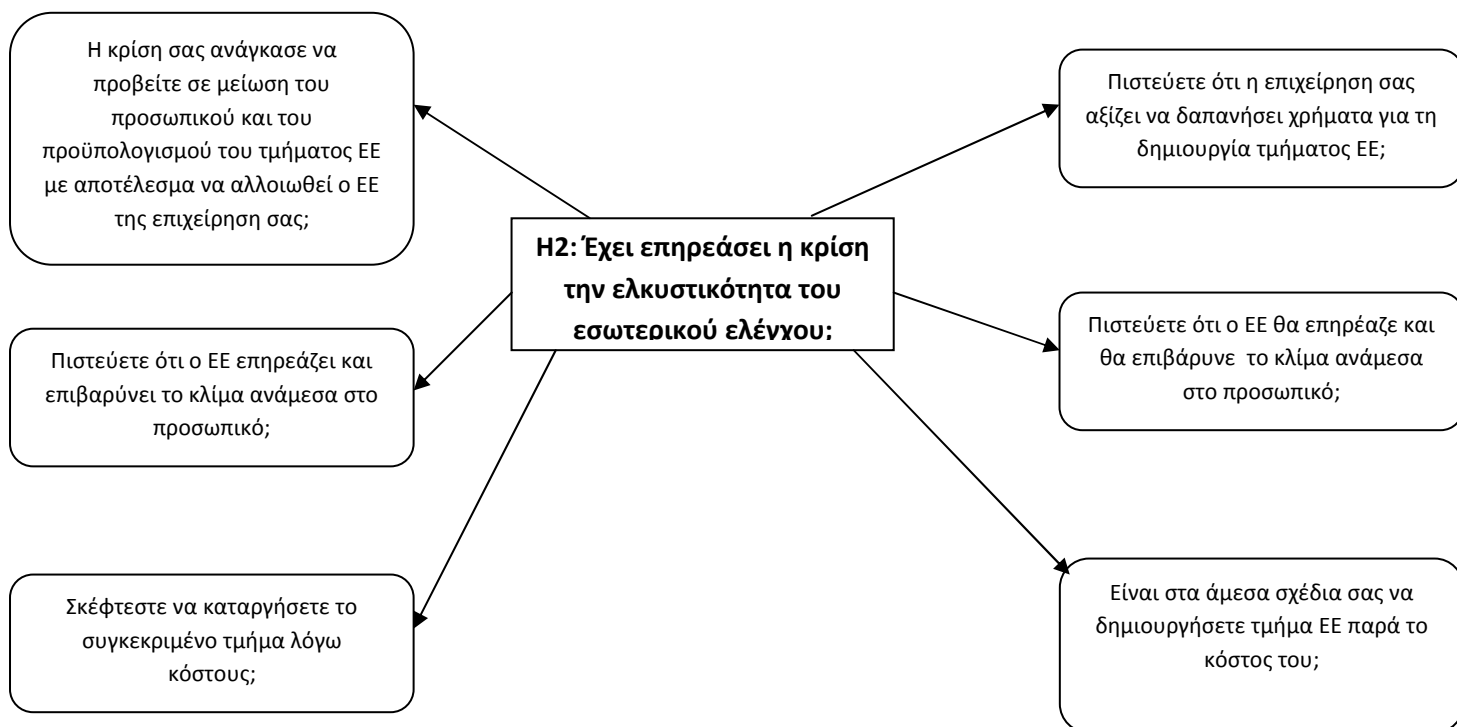 Η κρίση σας ανάγκασε να
προβείτε σε μείωση του
προσωπικού και του
προϋπολογισμού του τμήματος ΕΕ
με αποτέλεσμα να αλλοιωθεί ο ΕΕ
της επιχείρηση σας;
Πιστεύετε ότι η επιχείρηση σας
αξίζει να δαπανήσει χρήματα για τη
δημιουργία τμήματος ΕΕ;
Η2: Έχει επηρεάσει η κρίση
την ελκυστικότητα του
εσωτερικού ελέγχου;
Πιστεύετε ότι ο ΕΕ επηρεάζει και
επιβαρύνει το κλίμα ανάμεσα στο
προσωπικό;
Πιστεύετε ότι ο ΕΕ θα επηρέαζε και
θα επιβάρυνε το κλίμα ανάμεσα
στο προσωπικό;
Σκέφτεστε να καταργήσετε το
συγκεκριμένο τμήμα λόγω
κόστους;
Είναι στα άμεσα σχέδια σας να
δημιουργήσετε τμήμα ΕΕ παρά το
κόστος του;